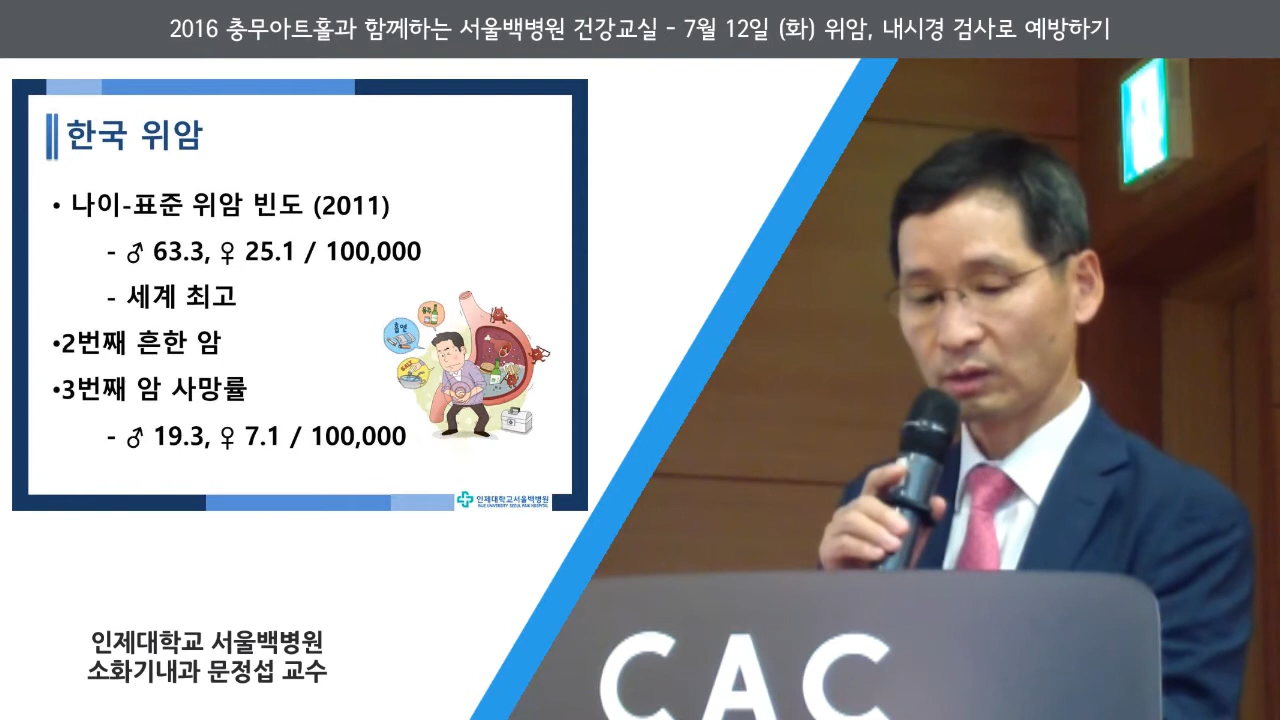 2016 충무아트홀과 함께하는 서울백병원 건강교실 - 7월 12일 (화) 위암, 내시경 검사로 예방하기
한국 위암
• 나이-표준 위암 빈도 (2011)
- ♂ 63.3, ♀ 25.1 / 100,000
- 세계 최고
•2번째 흔한 암
•3번째 암 사망률
- ♂ 19.3, ♀ 7.1 / 100,000
인제대학교서울백병원
INJE UNIVERSITY SEOUL PAIK HOSPITAL
인제대학교 서울백병원
소화기내과 문정섭 교수
CAC